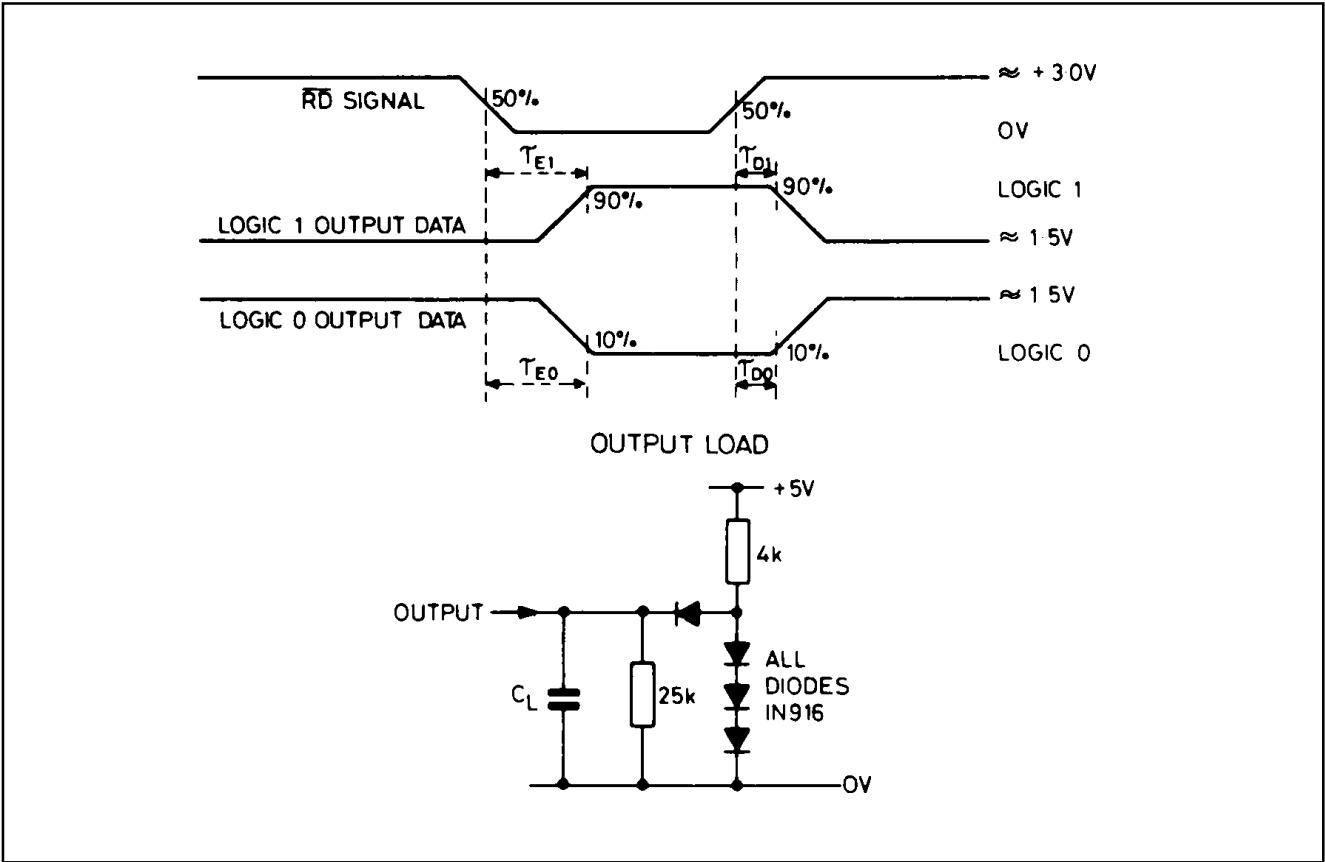 ≈ +3·0V
RD SIGNAL
50%
50%
0V
TE1
TD1
90%
90%
LOGIC 1
LOGIC 1 OUTPUT DATA
≈ 1·5V
≈ 1 5V
LOGIC 0 OUTPUT DATA
10%
10%
LOGIC 0
TE0
TD0
OUTPUT LOAD
+5V
4k
OUTPUT
ALL
DIODES
IN916
CL
25k
0V